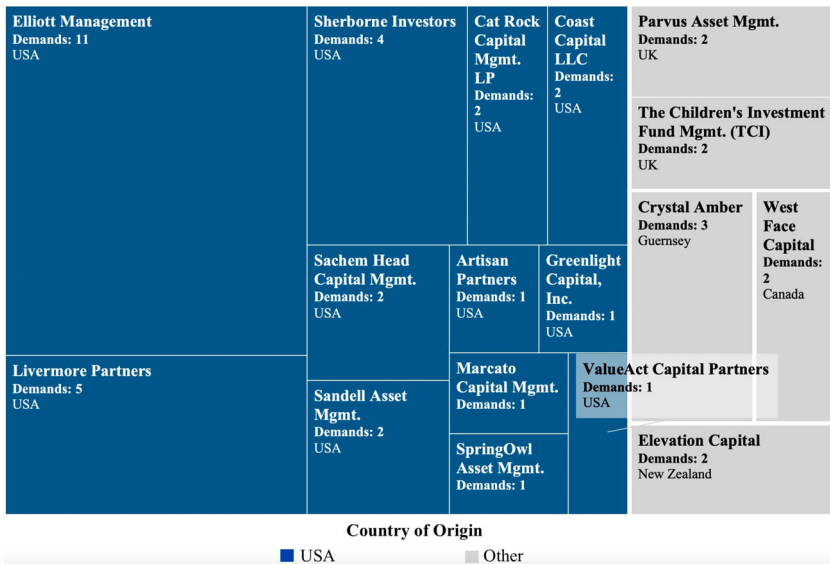 Elliott Management
Demands: 11
USA
Livermore Partners
Demands: 5
USA
Sherborne Investors
Demands: 4
USA
Cat Rock
Capital
Mgmt.
LP
Demands:
2
USA
Coast
Capital
LLC
Demands:
2
USA
Sachem Head
Capital Mgmt.
Demands: 2
USA
Sandell Asset
Mgmt.
Demands: 2
USA
Artisan
Partners
Demands: 1
USA
Greenlight
Capital,
Inc.
Demands: 1
USA
Marcato
Capital Mgmt.
Demands: 1
SpringOwl
Asset Mgmt.
Demands: 1
ValueAct Capital Partners
Demands: 1
USA
Parvus Asset Mgmt.
Demands: 2
UK
The Children's Investment
Fund Mgmt. (TCI)
Demands: 2
UK
Crystal Amber
Demands: 3
Guernsey
West
Face
Capital
Demands:
2
Canada
Elevation Capital
Demands: 2
New Zealand
Country of Origin
USA
Other